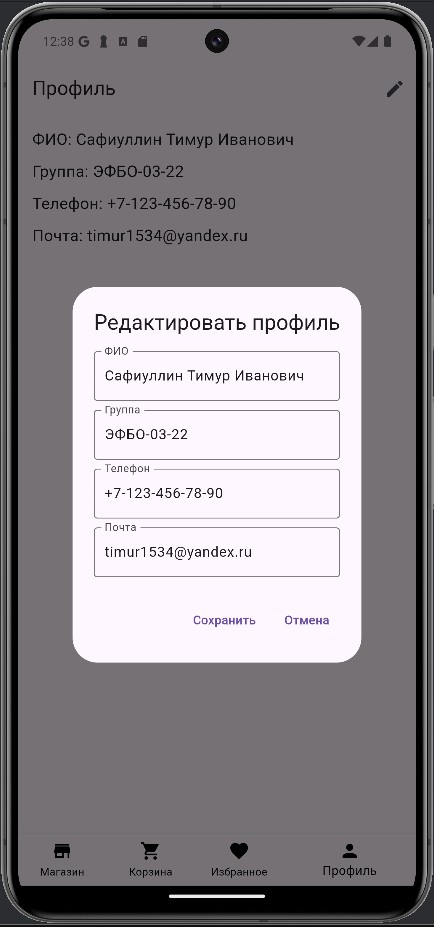 12:38
Профиль
ФИО: Сафиуллин Тимур Иванович
Группа: ЭФБО-03-22
Телефон: +7-123-456-78-90
Почта: timur1534@yandex.ru
Редактировать профиль
ФИО
Сафиуллин Тимур Иванович
Группа
ЭФБО-03-22
Телефон
+7-123-456-78-90
Почта
timur1534@yandex.ru
Сохранить Отмена
Магазин Корзина Избранное Профиль